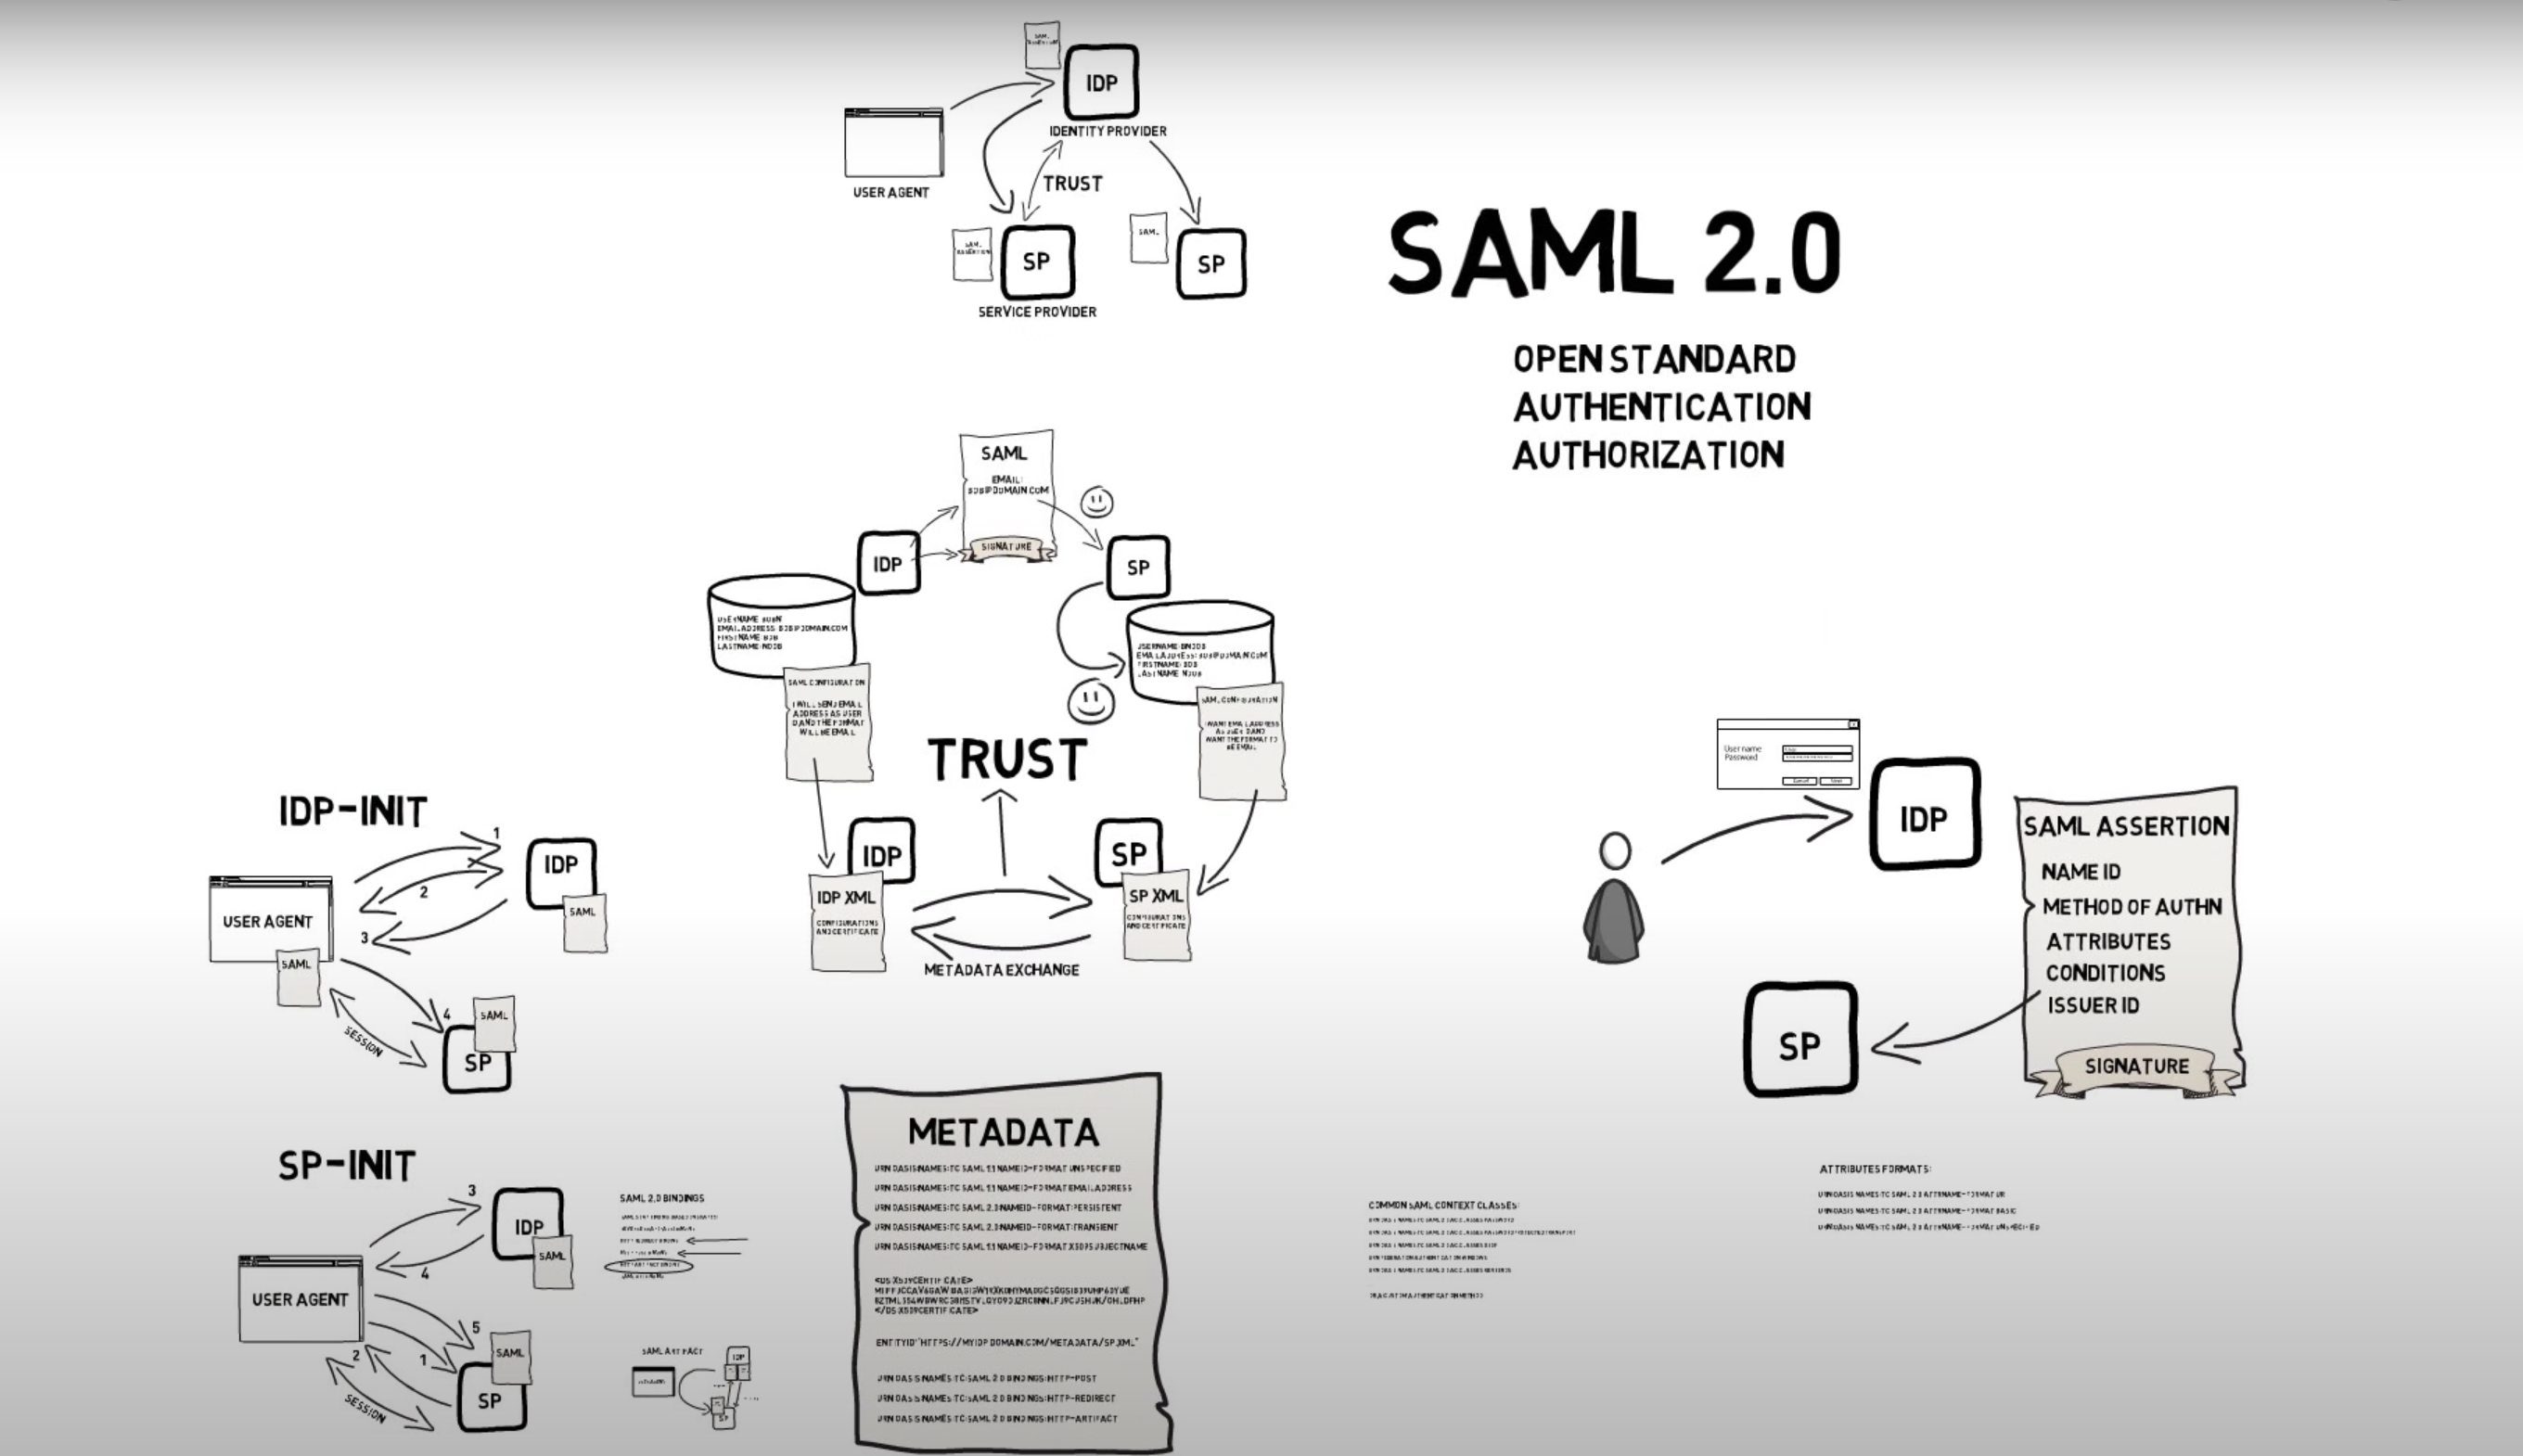 SAML ASSERTION
IDP
IDENTITY PROVIDER
USER AGENT
TRUST
SAML ASSERTION
SP
SERVICE PROVIDER
SAML
SP
SAML 2.0
OPEN STANDARD
AUTHENTICATION
AUTHORIZATION
SAML
EMAIL:
BOB@DOMAIN.COM
SIGNATURE
IDP
SP
USERNAME
EMAILADDRESS: BOB@DOMAIN.COM
FIRSTNAME: BOB
LASTNAME: NOOB
SAML CONFIGURATION
I WILL SEND EMAIL
ADDRESS AS USER
ID AND THE FORMAT
WILL BE EMAIL
USERNAME: BNOOB
EMAILADDRESS: BOB@DOMAIN.COM
FIRSTNAME: BOB
LASTNAME: NOOB
SAML CONFIGURATION
I WANT EMAIL ADDRESS
AS USER ID AND
WANT THE FORMAT TO
BE EMAIL
TRUST
IDP
IDP XML
CONFIGURATIONS
AND CERTIFICATE
SP
SP XML
CONFIGURATIONS
AND CERTIFICATE
METADATA EXCHANGE
IDP-INIT
1
2
3
USER AGENT
SAML
IDP
SAML
4
SESSION
SAML
SP
SP-INIT
3
4
IDP
SAML
USER AGENT
5
1
2
SESSION
SAML
SP
SAML 2.0 BINDINGS
SAML ARTIFACT
IDP
SP
METADATA
URN:OASIS:NAMES:TC:SAML:1.1:NAMEID-FORMAT:UNSPECIFIED
URN:OASIS:NAMES:TC:SAML:1.1:NAMEID-FORMAT:EMAILADDRESS
URN:OASIS:NAMES:TC:SAML:2.0:NAMEID-FORMAT:PERSISTENT
URN:OASIS:NAMES:TC:SAML:2.0:NAMEID-FORMAT:TRANSIENT
URN:OASIS:NAMES:TC:SAML:1.1:NAMEID-FORMAT:X509SUBJECTNAME
<DS:X509CERTIFICATE>
</DS:X509CERTIFICATE>
ENTITYID="HTTPS://MYIDP.DOMAIN.COM/METADATA/SP.XML"
URN:OASIS:NAMES:TC:SAML:2.0:BINDINGS:HTTP-POST
URN:OASIS:NAMES:TC:SAML:2.0:BINDINGS:HTTP-REDIRECT
URN:OASIS:NAMES:TC:SAML:2.0:BINDINGS:HTTP-ARTIFACT
User name
Password
IDP
SP
SAML ASSERTION
NAME ID
METHOD OF AUTHN
ATTRIBUTES
CONDITIONS
ISSUER ID
SIGNATURE
COMMON SAML CONTEXT CLASSES:
ATTRIBUTES FORMATS:
URN:OASIS:NAMES:TC:SAML:2.0:ATTRNAME-FORMAT:URI
URN:OASIS:NAMES:TC:SAML:2.0:ATTRNAME-FORMAT:BASIC
URN:OASIS:NAMES:TC:SAML:2.0:ATTRNAME-FORMAT:UNSPECIFIED